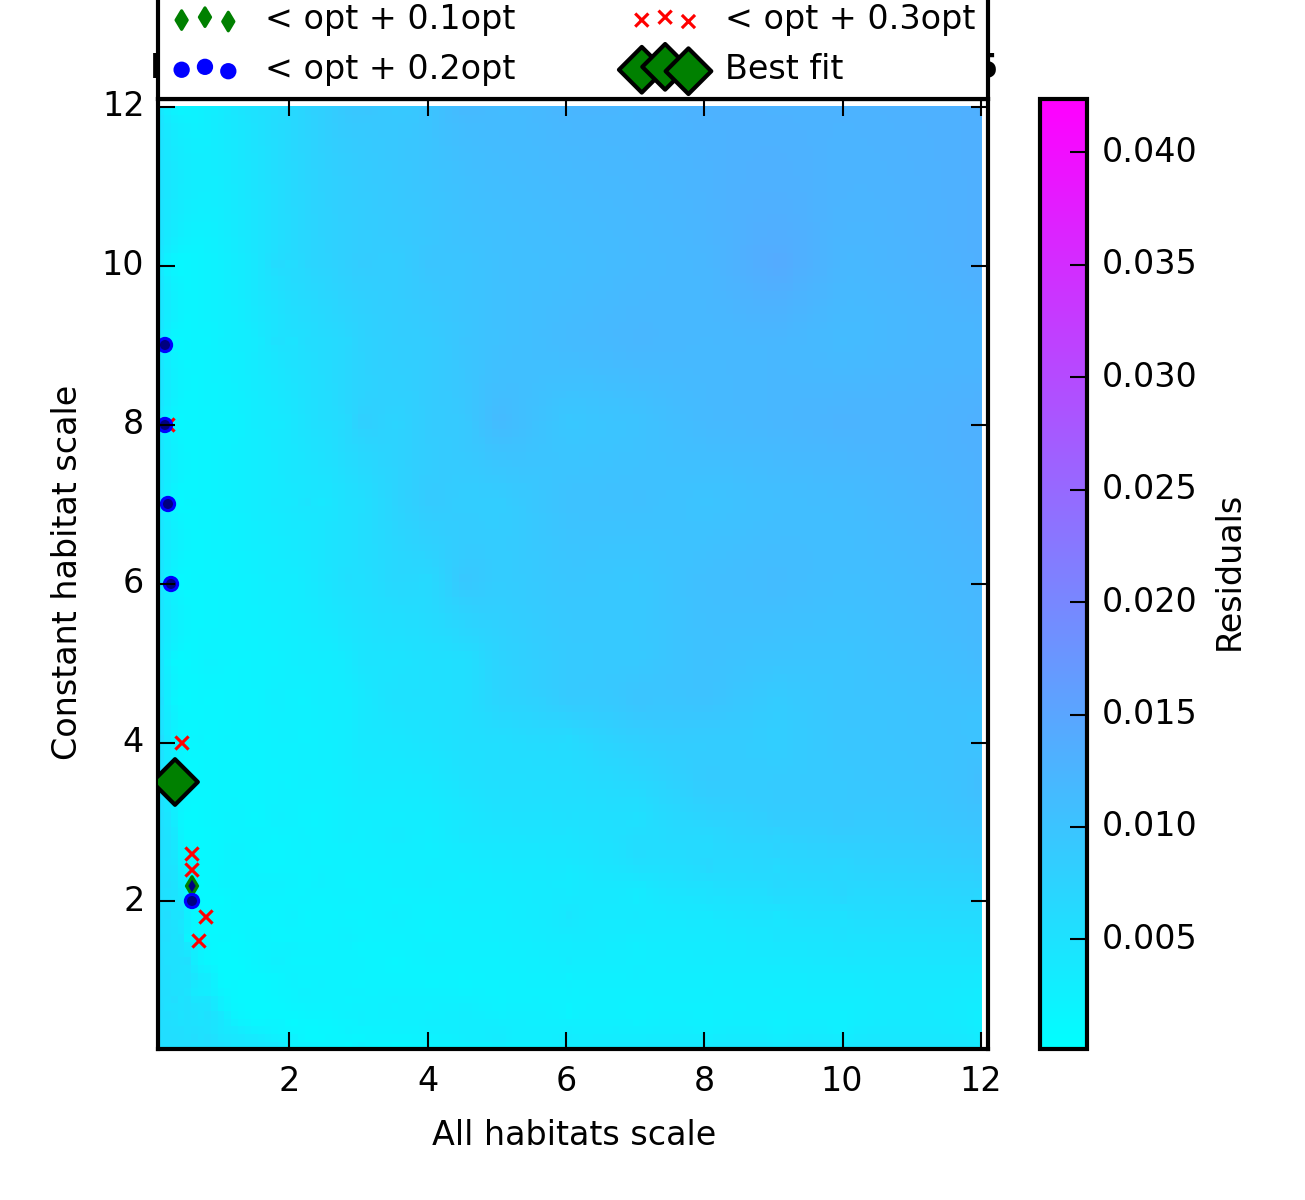 < opt + 0.1opt
< opt + 0.3opt
< opt + 0.2opt
Best fit
12
10
8
6
4
2
Constant habitat scale
2 4 6 8 10 12
All habitats scale
0.040
0.035
0.030
0.025
0.020
0.015
0.010
0.005
Residuals